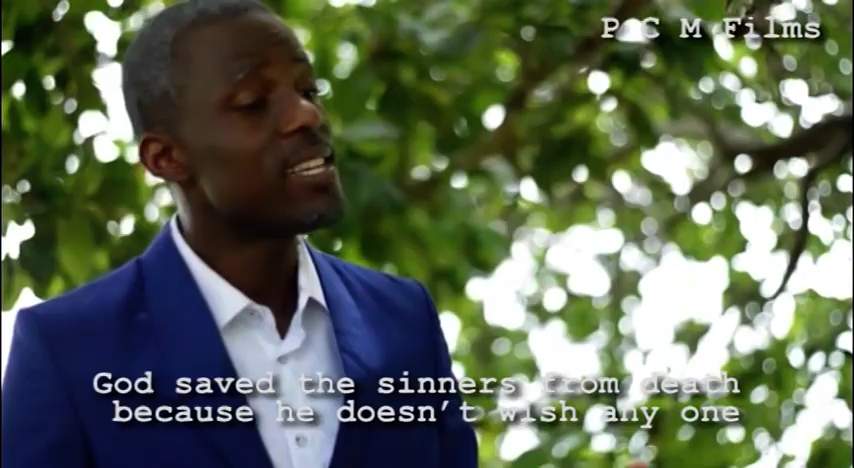 P C M Films
God saved the sinners from death
because he doesn't wish any one